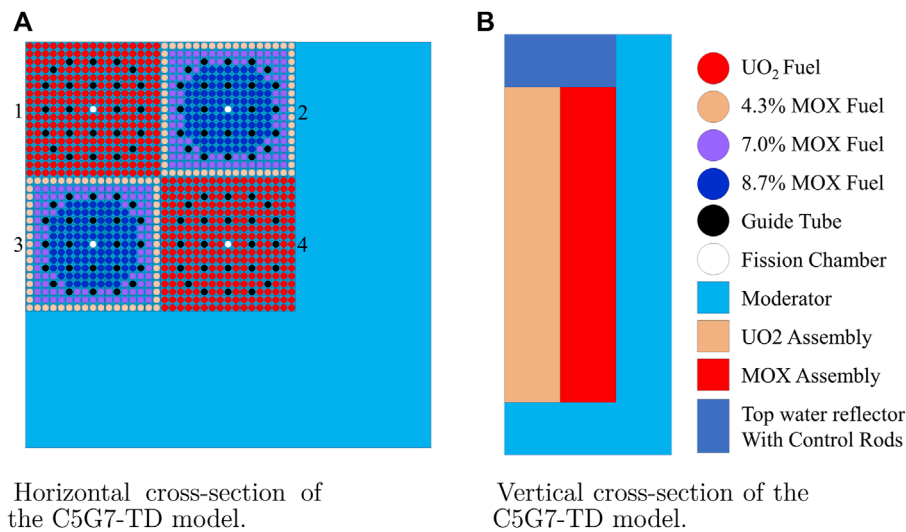 A
B
1
2
3
4
UO₂ Fuel
4.3% MOX Fuel
7.0% MOX Fuel
8.7% MOX Fuel
Guide Tube
Fission Chamber
Moderator
UO2 Assembly
MOX Assembly
Top water reflector
With Control Rods
Horizontal cross-section of
the C5G7-TD model.
Vertical cross-section of the
C5G7-TD model.